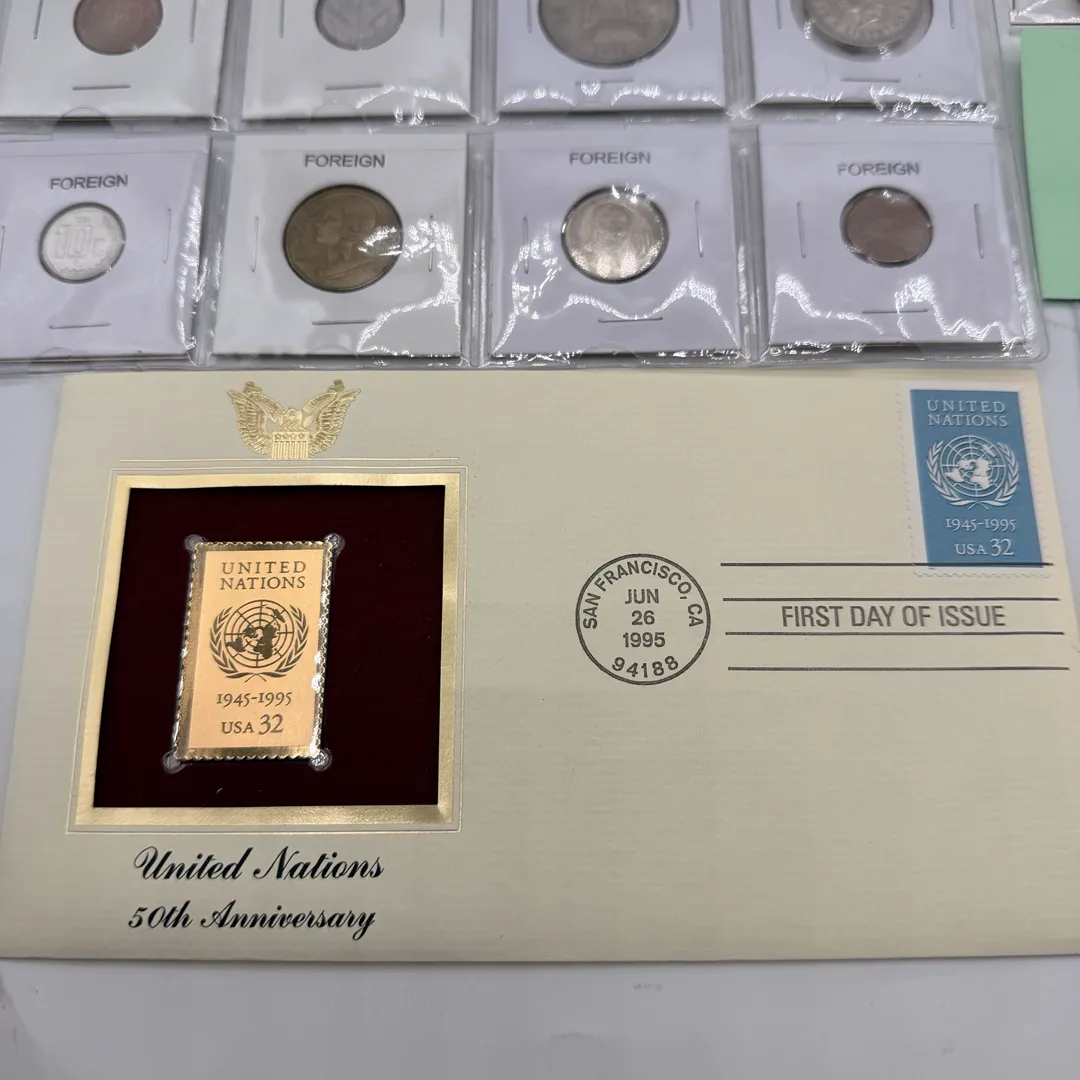 FOREIGN
FOREIGN
FOREIGN
FOREIGN
10¢
UNITED
NATIONS
1945-1995
USA 32
UNITED
NATIONS
1945-1995
USA 32
SAN FRANCISCO, CA
JUN
26
1995
94188
FIRST DAY OF ISSUE
United Nations
50th Anniversary